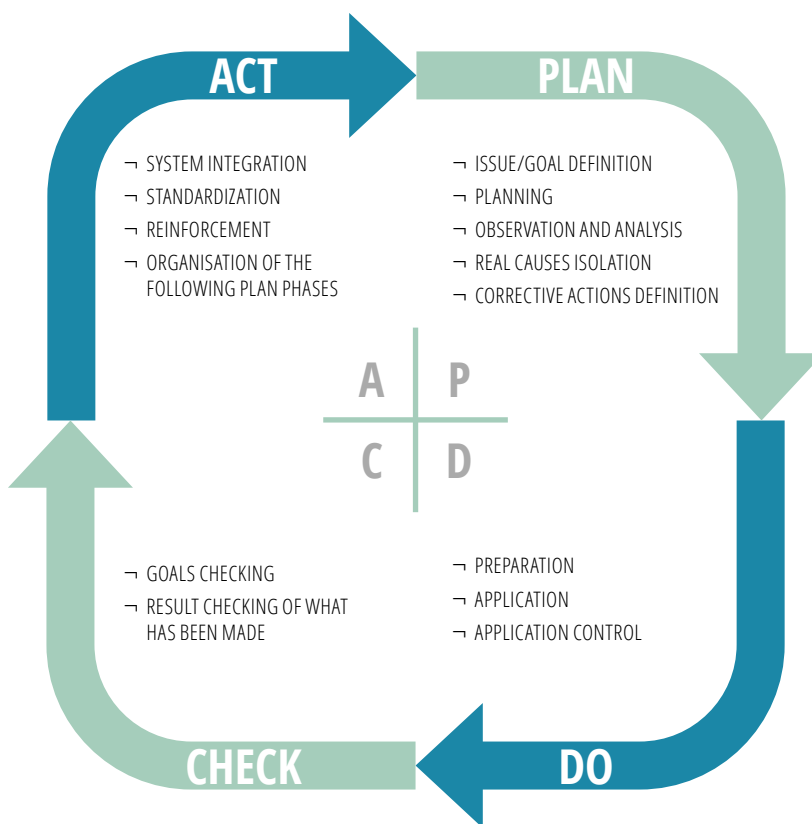 ACT
PLAN
¬ SYSTEM INTEGRATION
¬ STANDARDIZATION
¬ REINFORCEMENT
¬ ORGANISATION OF THE
FOLLOWING PLAN PHASES
¬ ISSUE/GOAL DEFINITION
¬ PLANNING
¬ OBSERVATION AND ANALYSIS
¬ REAL CAUSES ISOLATION
¬ CORRECTIVE ACTIONS DEFINITION
A P
C D
¬ GOALS CHECKING
¬ RESULT CHECKING OF WHAT
HAS BEEN MADE
¬ PREPARATION
¬ APPLICATION
¬ APPLICATION CONTROL
CHECK
DO